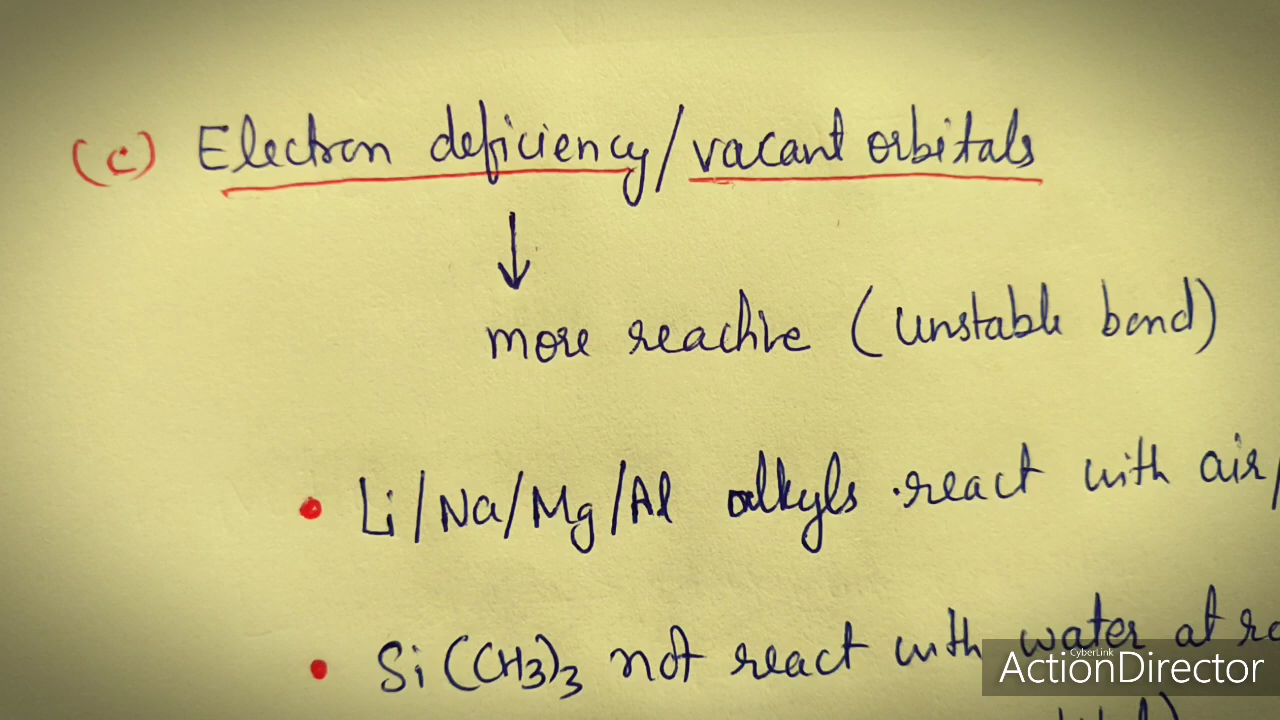 (c) Electron deficiency/vacant orbitals
↓
more reactive (unstable bond)
• Li/Na/Mg/Al alkyls react with air/
• Si(CH3)3 not react with water at
CyberLink
ActionDirector